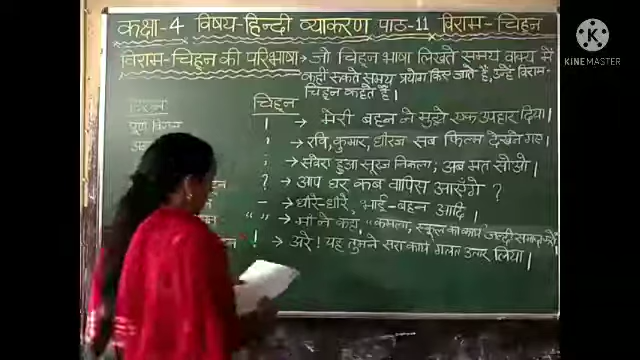 कक्षा-4 विषय-हिन्दी व्याकरण पाठ-11 विराम-चिह्न
विराम-चिह्न की परिभाषा → जो चिह्न भाषा लिखते समय वाक्य में
कहीं रुकते समय प्रयोग किए जाते हैं, उन्हें विराम-
चिह्न कहते हैं।
चिह्न
पूर्ण विराम । → मेरी बहन ने मुझे एक उपहार दिया।
, → रवि, कुमार, धीरज सब फिल्म देखने गए।
; → सवेरा हुआ सूरज निकला; अब मत सोओ।
? → आप घर कब वापिस आएँगे ?
- → धीरे-धीरे, भाई-बहन आदि।
“ ” → माँ ने कहा, “कमला, स्कूल का कार्य जल्दी
! → अरे! यह तुमने सारा कार्य गलत उतार लिया।
KINEMASTER